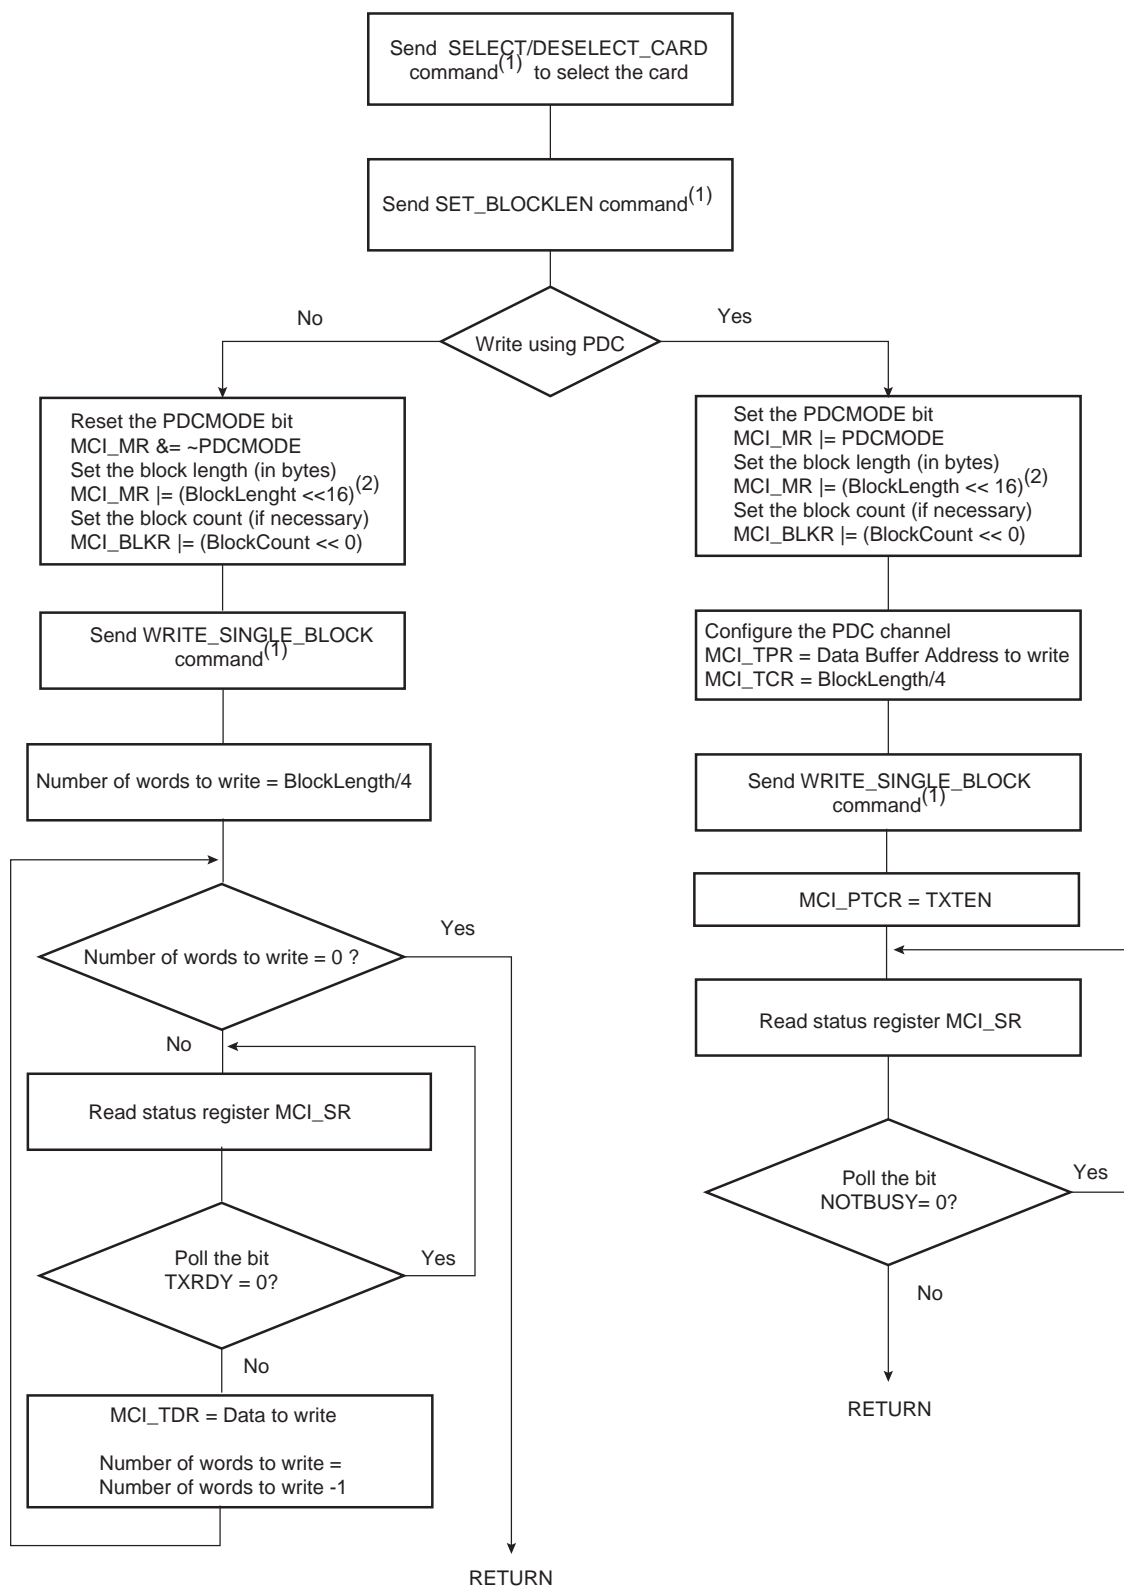 Send SELECT/DESELECT_CARD
command(1) to select the card
Send SET_BLOCKLEN command(1)
No
Yes
Write using PDC
Reset the PDCMODE bit
MCI_MR &= ~PDCMODE
Set the block length (in bytes)
MCI_MR |= (BlockLenght <<16)(2)
Set the block count (if necessary)
MCI_BLKR |= (BlockCount << 0)
Send WRITE_SINGLE_BLOCK
command(1)
Number of words to write = BlockLength/4
Number of words to write = 0 ?
Yes
No
Read status register MCI_SR
Poll the bit
TXRDY = 0?
Yes
No
MCI_TDR = Data to write
Number of words to write =
Number of words to write -1
RETURN
Set the PDCMODE bit
MCI_MR |= PDCMODE
Set the block length (in bytes)
MCI_MR |= (BlockLength << 16)(2)
Set the block count (if necessary)
MCI_BLKR |= (BlockCount << 0)
Configure the PDC channel
MCI_TPR = Data Buffer Address to write
MCI_TCR = BlockLength/4
Send WRITE_SINGLE_BLOCK
command(1)
MCI_PTCR = TXTEN
Read status register MCI_SR
Poll the bit
NOTBUSY= 0?
Yes
No
RETURN